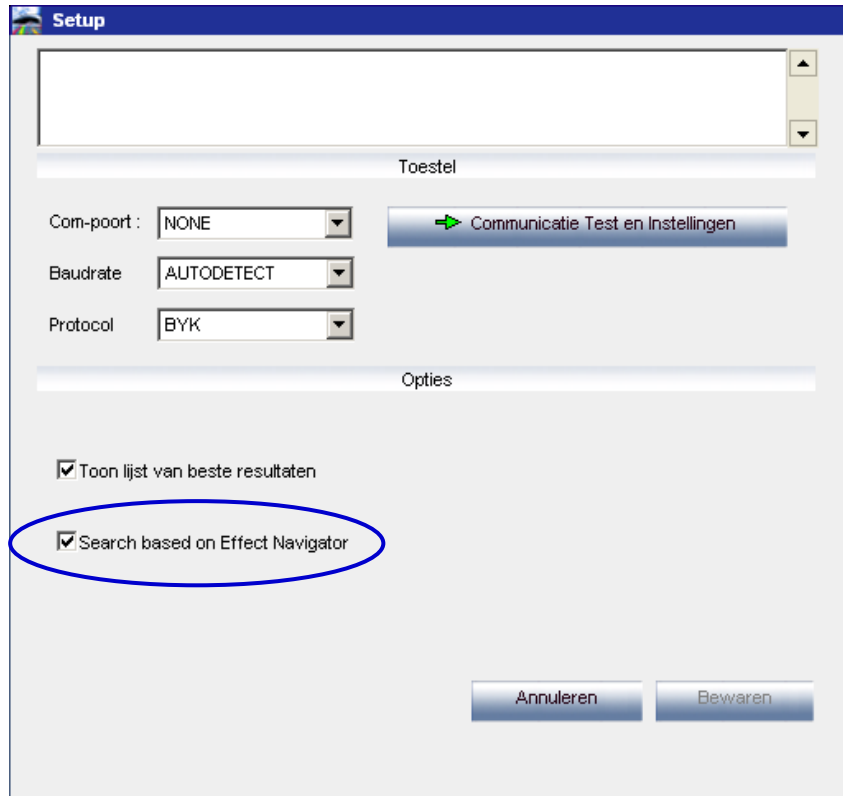 Setup
Toestel
Com-poort : NONE
Communicatie Test en Instellingen
Baudrate AUTODETECT
Protocol BYK
Opties
Toon lijst van beste resultaten
Search based on Effect Navigator
Annuleren Bewaren